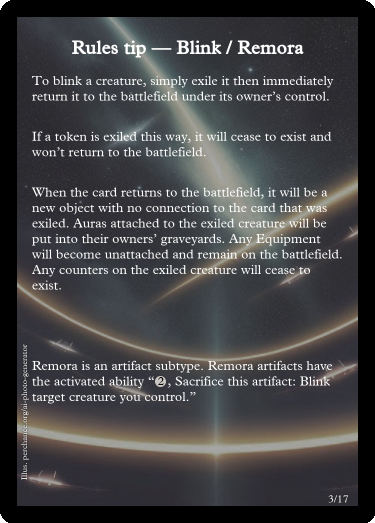 Rules tip — Blink / Remora
To blink a creature, simply exile it then immediately
return it to the battlefield under its owner's control.
If a token is exiled this way, it will cease to exist and
won't return to the battlefield.
When the card returns to the battlefield, it will be a
new object with no connection to the card that was
exiled. Auras attached to the exiled creature will be
put into their owners' graveyards. Any Equipment
will become unattached and remain on the battlefield.
Any counters on the exiled creature will cease to
exist.
Remora is an artifact subtype. Remora artifacts have
the activated ability “❷, Sacrifice this artifact: Blink
target creature you control.”
Illus. perchance.org/ai-photo-generator
3/17